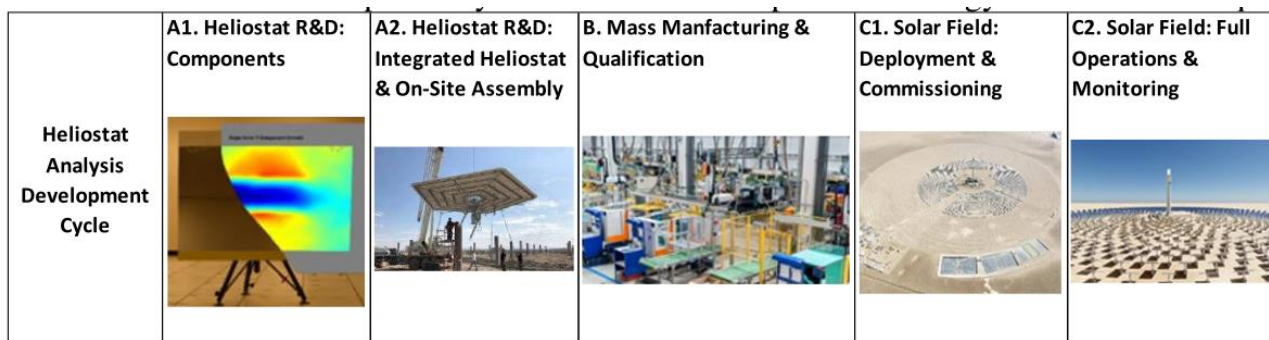 A1. Heliostat R&D:
Components
A2. Heliostat R&D:
Integrated Heliostat
& On-Site Assembly
B. Mass Manfacturing &
Qualification
C1. Solar Field:
Deployment &
Commissioning
C2. Solar Field: Full
Operations &
Monitoring
Heliostat
Analysis
Development
Cycle